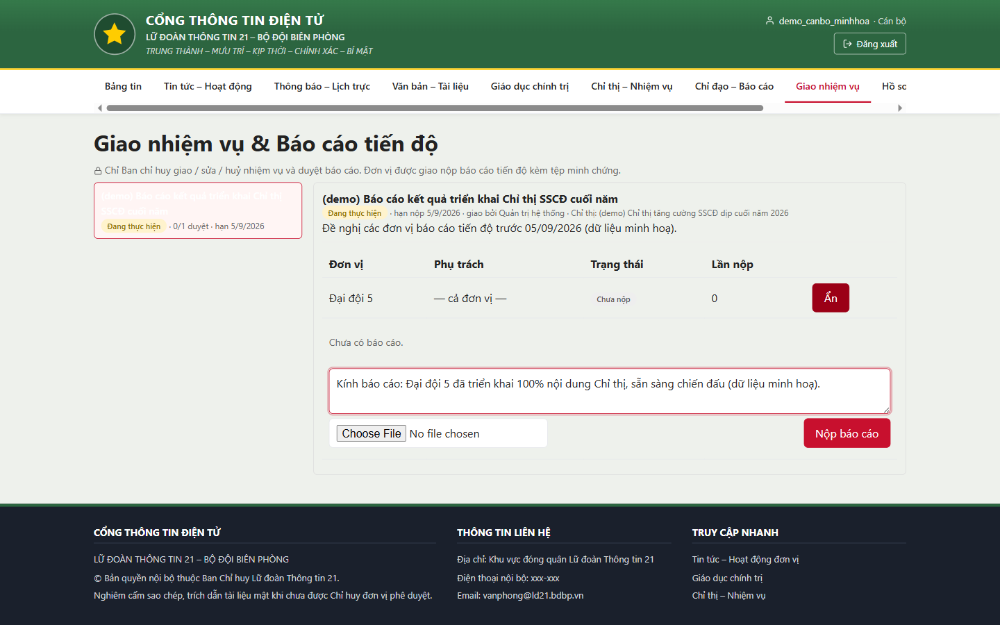 CỔNG THÔNG TIN ĐIỆN TỬ
LỮ ĐOÀN THÔNG TIN 21 – BỘ ĐỘI BIÊN PHÒNG
TRUNG THÀNH – MƯU TRÍ – KỊP THỜI – CHÍNH XÁC – BÍ MẬT
demo_canbo_minhhoa · Cán bộ
Đăng xuất
Bảng tin
Tin tức – Hoạt động
Thông báo – Lịch trực
Văn bản – Tài liệu
Giáo dục chính trị
Chỉ thị – Nhiệm vụ
Chỉ đạo – Báo cáo
Giao nhiệm vụ
Hồ sơ
Giao nhiệm vụ & Báo cáo tiến độ
Chỉ Ban chỉ huy giao / sửa / huỷ nhiệm vụ và duyệt báo cáo. Đơn vị được giao nộp báo cáo tiến độ kèm tệp minh chứng.
(demo) Báo cáo kết quả triển khai Chỉ thị
SSCĐ cuối năm
Đang thực hiện · 0/1 duyệt · hạn 5/9/2026
(demo) Báo cáo kết quả triển khai Chỉ thị SSCĐ cuối năm
Đang thực hiện · hạn nộp 5/9/2026 · giao bởi Quản trị hệ thống · Chỉ thị: (demo) Chỉ thị tăng cường SSCĐ dịp cuối năm 2026
Đề nghị các đơn vị báo cáo tiến độ trước 05/09/2026 (dữ liệu minh hoạ).
Đơn vị Phụ trách Trạng thái Lần nộp
Đại đội 5 — cả đơn vị — Chưa nộp 0 Ẩn
Chưa có báo cáo.
Kính báo cáo: Đại đội 5 đã triển khai 100% nội dung Chỉ thị, sẵn sàng chiến đấu (dữ liệu minh hoạ).
Choose File No file chosen
Nộp báo cáo
CỔNG THÔNG TIN ĐIỆN TỬ
LỮ ĐOÀN THÔNG TIN 21 – BỘ ĐỘI BIÊN PHÒNG
© Bản quyền nội bộ thuộc Ban Chỉ huy Lữ đoàn Thông tin 21.
Nghiêm cấm sao chép, trích dẫn tài liệu mật khi chưa được Chỉ huy đơn vị phê duyệt.
THÔNG TIN LIÊN HỆ
Địa chỉ: Khu vực đóng quân Lữ đoàn Thông tin 21
Điện thoại nội bộ: xxx-xxx
Email: vanphong@ld21.bdbp.vn
TRUY CẬP NHANH
Tin tức – Hoạt động đơn vị
Giáo dục chính trị
Chỉ thị – Nhiệm vụ